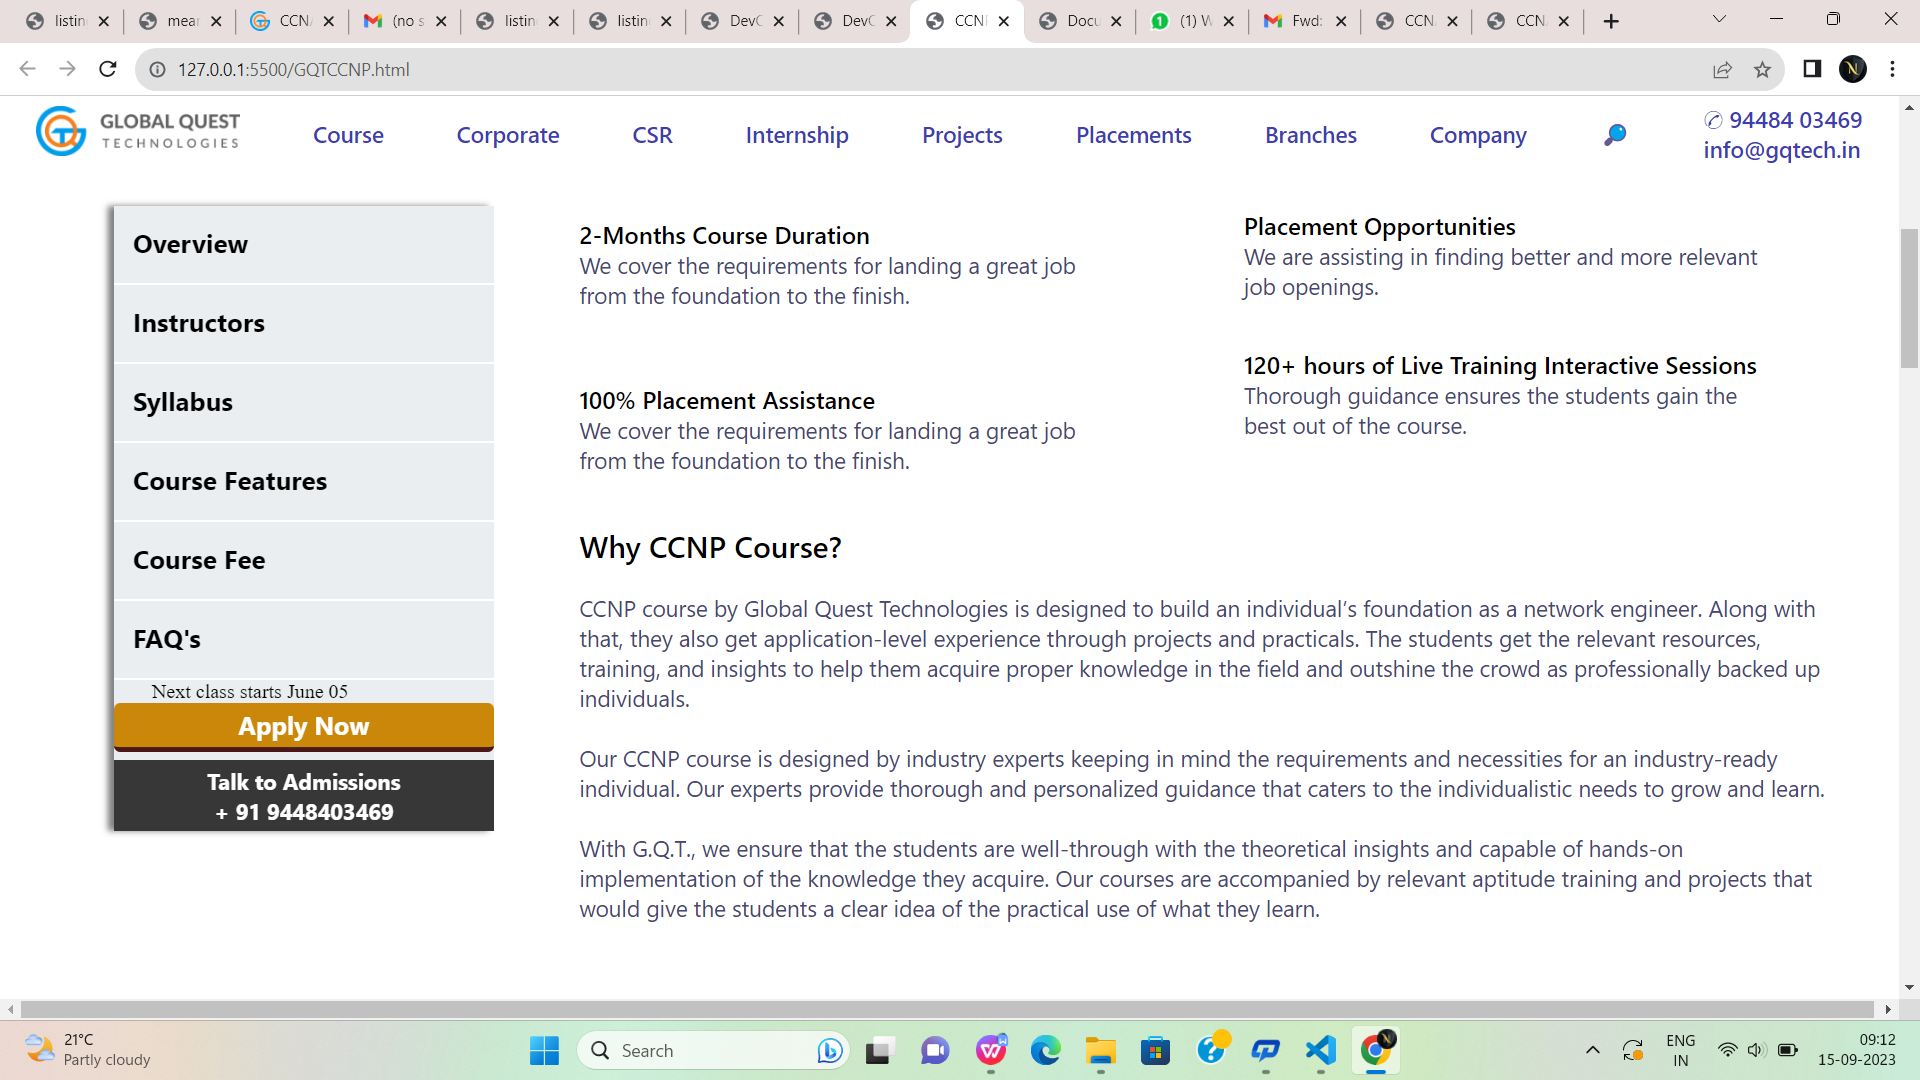 listin
mear
CCNA
(no s
listin
listin
DevO
DevO
CCNP
Docu
(1) W
Fwd:
CCNA
CCNA
127.0.0.1:5500/GQTCCNP.html
GLOBAL QUEST
TECHNOLOGIES
Course
Corporate
CSR
Internship
Projects
Placements
Branches
Company
✆ 94484 03469
info@gqtech.in
Overview
Instructors
Syllabus
Course Features
Course Fee
FAQ's
Next class starts June 05
Apply Now
Talk to Admissions
+ 91 9448403469
2-Months Course Duration
We cover the requirements for landing a great job
from the foundation to the finish.
Placement Opportunities
We are assisting in finding better and more relevant
job openings.
100% Placement Assistance
We cover the requirements for landing a great job
from the foundation to the finish.
120+ hours of Live Training Interactive Sessions
Thorough guidance ensures the students gain the
best out of the course.
Why CCNP Course?
CCNP course by Global Quest Technologies is designed to build an individual’s foundation as a network engineer. Along with
that, they also get application-level experience through projects and practicals. The students get the relevant resources,
training, and insights to help them acquire proper knowledge in the field and outshine the crowd as professionally backed up
individuals.
Our CCNP course is designed by industry experts keeping in mind the requirements and necessities for an industry-ready
individual. Our experts provide thorough and personalized guidance that caters to the individualistic needs to grow and learn.
With G.Q.T., we ensure that the students are well-through with the theoretical insights and capable of hands-on
implementation of the knowledge they acquire. Our courses are accompanied by relevant aptitude training and projects that
would give the students a clear idea of the practical use of what they learn.
21°C
Partly cloudy
Search
ENG
IN
09:12
15-09-2023